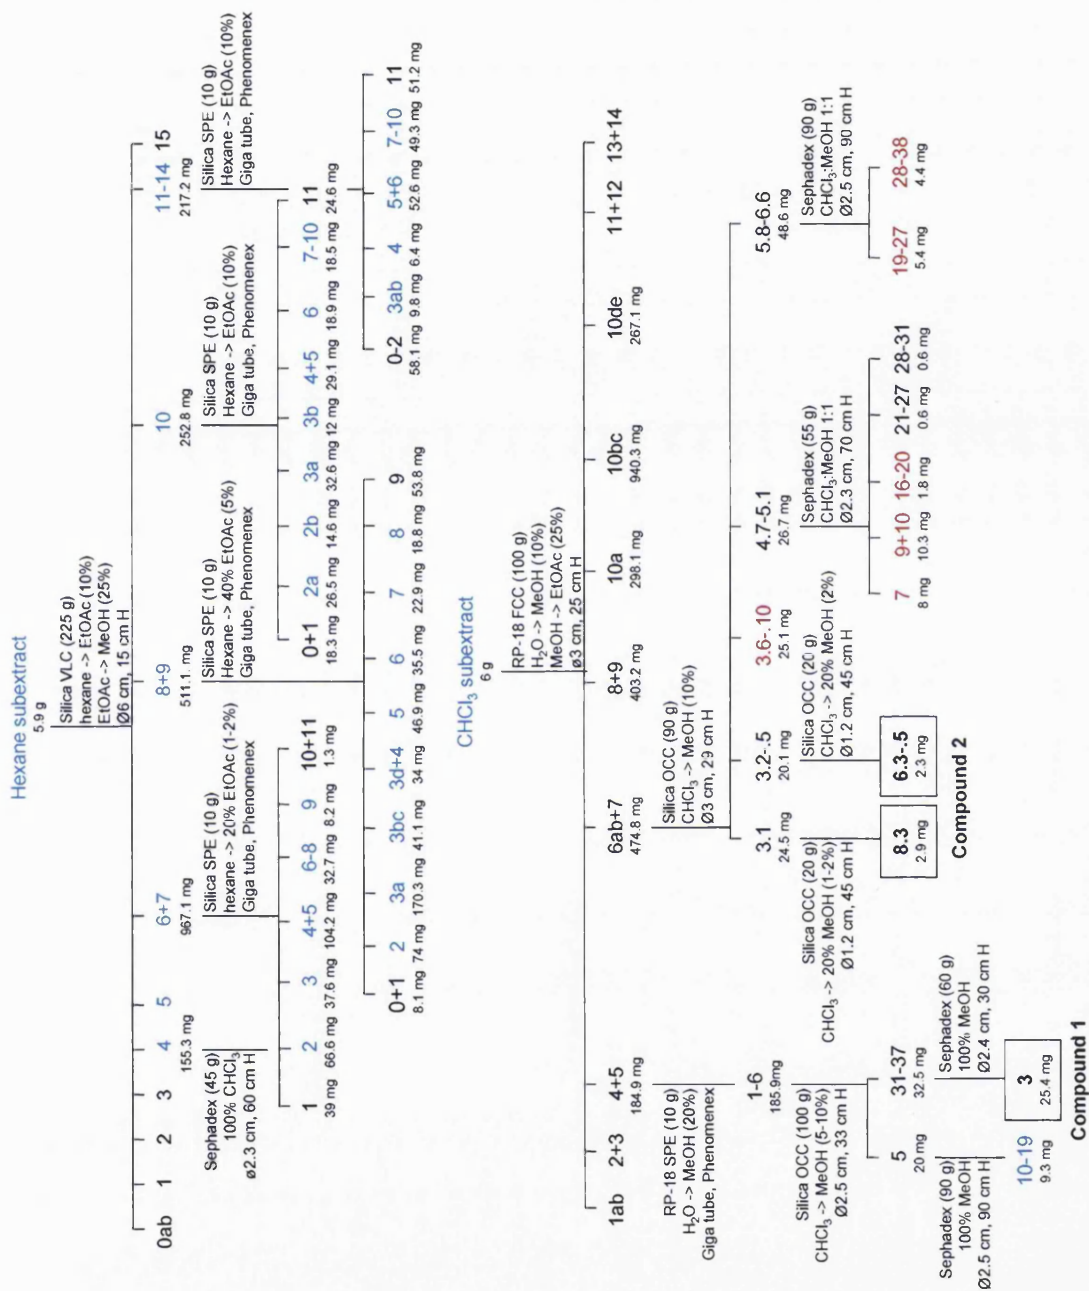 Hexane subextract
5.9 g
Silica VLC (225 g)
hexane -> EtOAc (10%)
EtOAc -> MeOH (25%)
Ø6 cm, 15 cm H
0ab 1 2 3 4 5 6+7 8+9 10 11-14 15
155.3 mg 967.1 mg 511.1. mg 252.8 mg 217.2 mg
Sephadex (45 g)
100% CHCl₃
ø2.3 cm, 60 cm H
Silica SPE (10 g)
hexane -> 20% EtOAc (1-2%)
Giga tube, Phenomenex
Silica SPE (10 g)
Hexane -> 40% EtOAc (5%)
Giga tube, Phenomenex
Silica SPE (10 g)
Hexane -> EtOAc (10%)
Giga tube, Phenomenex
Silica SPE (10 g)
Hexane -> EtOAc (10%)
Giga tube, Phenomenex
1 2 3 4+5 6-8 9 10+11
39 mg 66.6 mg 37.6 mg 104.2 mg 32.7 mg 8.2 mg 1.3 mg
0+1 2a 2b 3a 3b 4+5 6 7-10 11
18.3 mg 26.5 mg 14.6 mg 32.6 mg 12 mg 29.1 mg 18.9 mg 18.5 mg 24.6 mg
0+1 2 3a 3bc 3d+4 5 6 7 8 9
8.1 mg 74 mg 170.3 mg 41.1 mg 34 mg 46.9 mg 35.5 mg 22.9 mg 18.8 mg 53.8 mg
0-2 3ab 4 5+6 7-10 11
58.1 mg 9.8 mg 6.4 mg 52.6 mg 49.3 mg 51.2 mg
CHCl₃ subextract
6 g
RP-18 FCC (100 g)
H₂O -> MeOH (10%)
MeOH -> EtOAc (25%)
ø3 cm, 25 cm H
1ab 2+3 4+5 6ab+7 8+9 10a 10bc 10de 11+12 13+14
184.9 mg 474.8 mg 403.2 mg 298.1 mg 940.3 mg 267.1 mg
RP-18 SPE (10 g)
H₂O -> MeOH (20%)
Giga tube, Phenomenex
Silica OCC (90 g)
CHCl₃ -> MeOH (10%)
Ø3 cm, 29 cm H
1-6
185.9mg
3.1 3.2-.5 3.6-.10 4.7-5.1 5.8-6.6
24.5 mg 20.1 mg 25.1 mg 26.7 mg 48.6 mg
Silica OCC (100 g)
CHCl₃ -> MeOH (5-10%)
Ø2.5 cm, 33 cm H
Silica OCC (20 g)
CHCl₃ -> 20% MeOH (1-2%)
Ø1.2 cm, 45 cm H
Silica OCC (20 g)
CHCl₃ -> 20% MeOH (2%)
Ø1.2 cm, 45 cm H
Sephadex (55 g)
CHCl₃:MeOH 1:1
Ø2.3 cm, 70 cm H
Sephadex (90 g)
CHCl₃:MeOH 1:1
Ø2.5 cm, 90 cm H
5 31-37
20 mg 32.5 mg
8.3 6.3-.5
2.9 mg 2.3 mg
7 9+10 16-20 21-27 28-31
8 mg 10.3 mg 1.8 mg 0.6 mg 0.6 mg
19-27 28-38
5.4 mg 4.4 mg
Compound 2
Sephadex (90 g)
100% MeOH
Ø2.5 cm, 90 cm H
Sephadex (60 g)
100% MeOH
Ø2.4 cm, 30 cm H
10-19 3
9.3 mg 25.4 mg
Compound 1